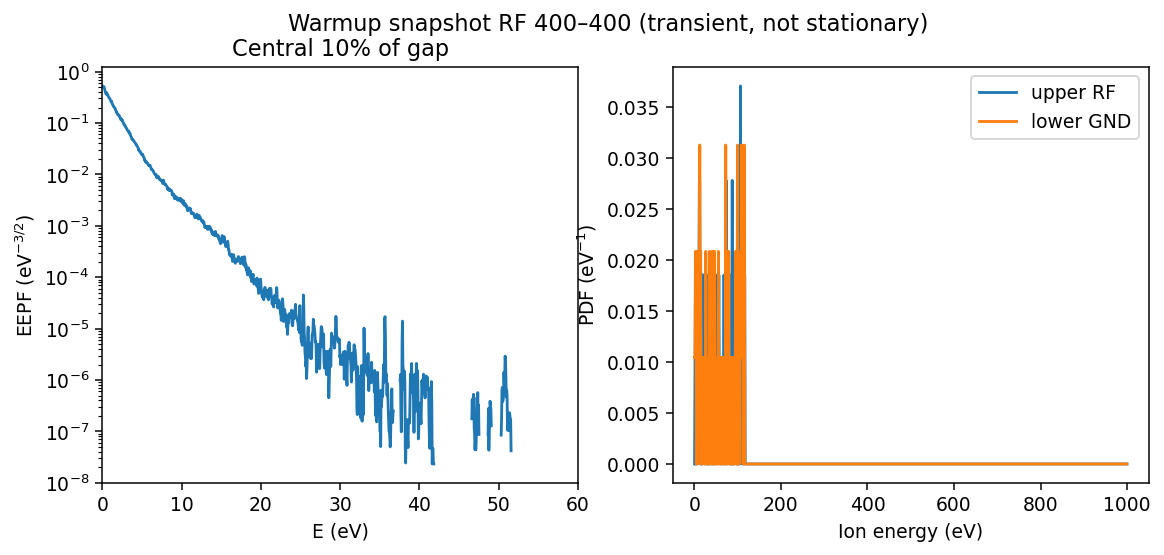 Warmup snapshot RF 400–400 (transient, not stationary)
Central 10% of gap
EEPF (eV⁻³ᐟ²)
10⁰
10⁻¹
10⁻²
10⁻³
10⁻⁴
10⁻⁵
10⁻⁶
10⁻⁷
10⁻⁸
0 10 20 30 40 50 60
E (eV)
PDF (eV⁻¹)
0.035
0.030
0.025
0.020
0.015
0.010
0.005
0.000
0 200 400 600 800 1000
Ion energy (eV)
upper RF
lower GND